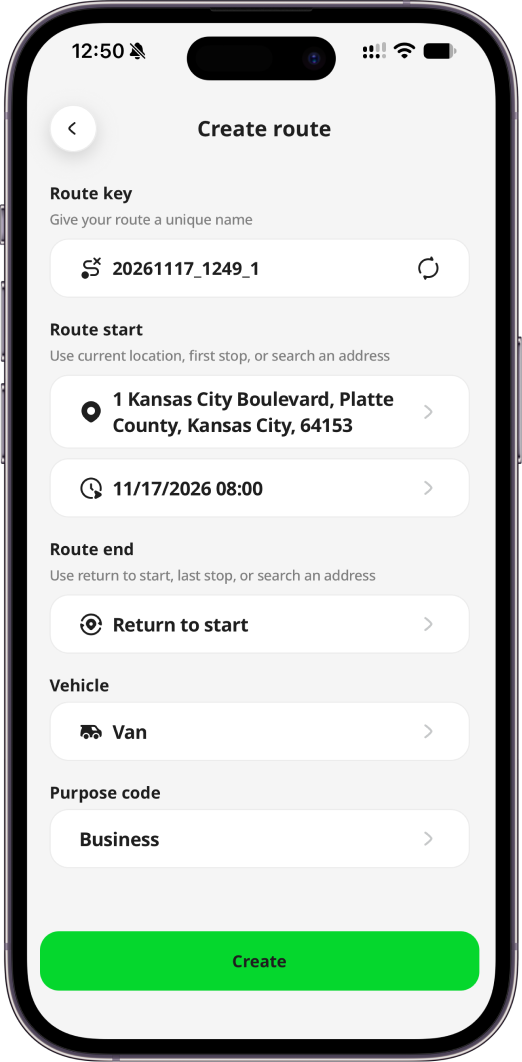 12:50
Create route
Route key
Give your route a unique name
20261117_1249_1
Route start
Use current location, first stop, or search an address
1 Kansas City Boulevard, Platte
County, Kansas City, 64153
11/17/2026 08:00
Route end
Use return to start, last stop, or search an address
Return to start
Vehicle
Van
Purpose code
Business
Create